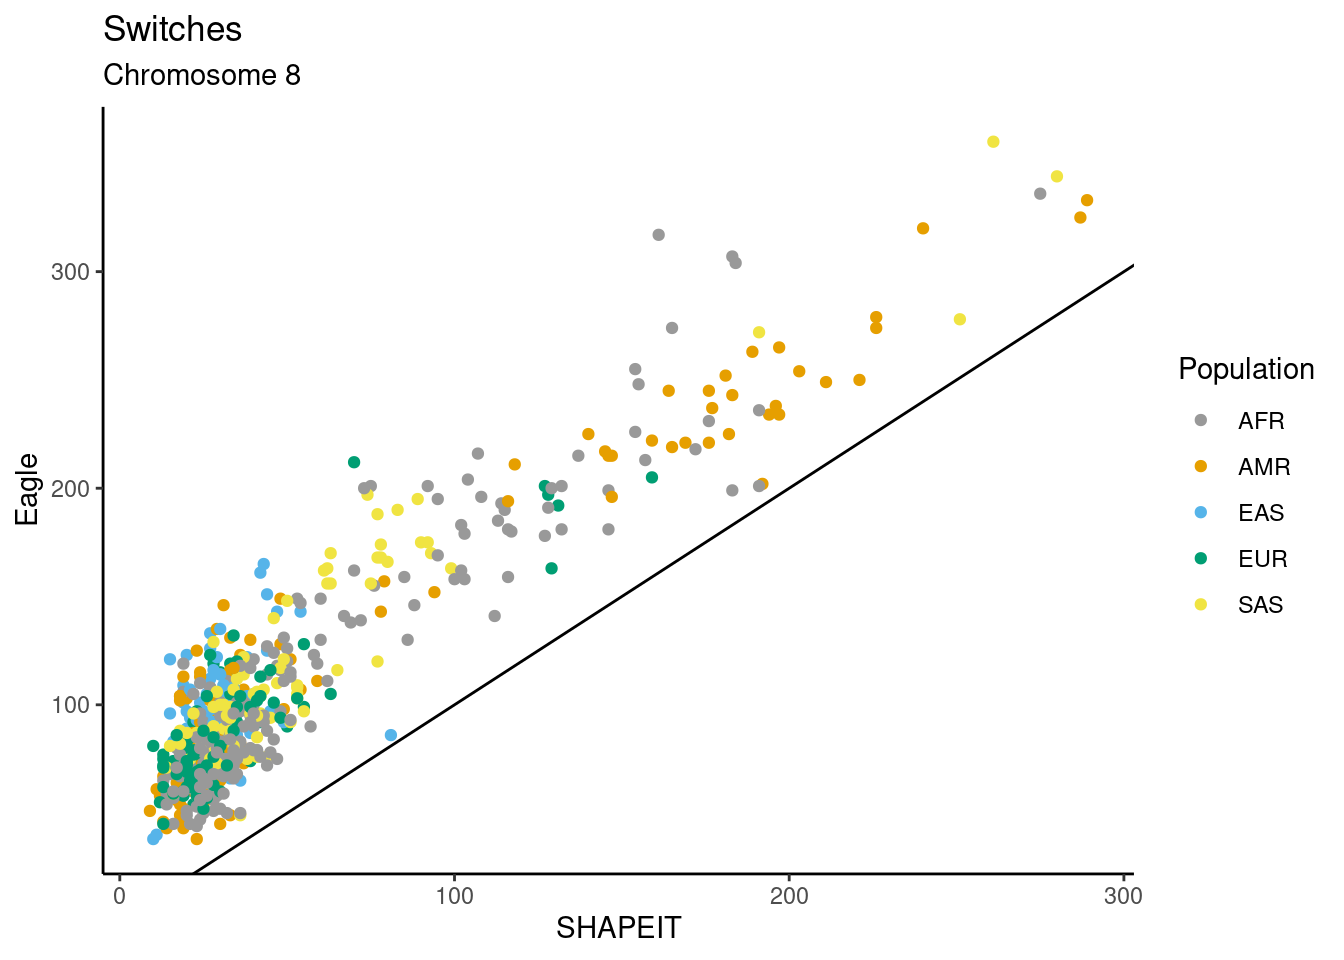 Switches
Chromosome 8
Eagle
300
200
100
0
100
200
300
SHAPEIT
Population
AFR
AMR
EAS
EUR
SAS